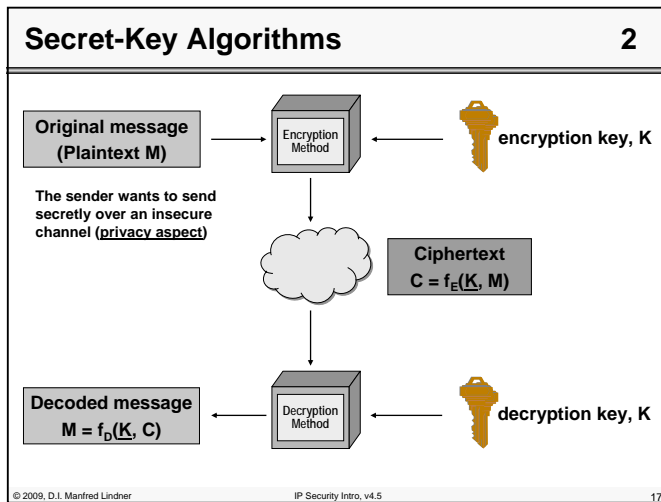 Secret-Key Algorithms 2
Original message
(Plaintext M)
Encryption
Method
encryption key, K
The sender wants to send
secretly over an insecure
channel (privacy aspect)
Ciphertext
C = fE(K, M)
Decoded message
M = fD(K, C)
Decryption
Method
decryption key, K
© 2009, D.I. Manfred Lindner IP Security Intro, v4.5 17